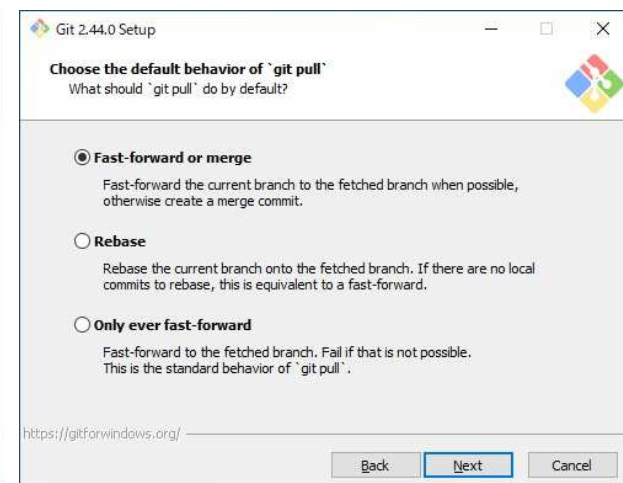 Git 2.44.0 Setup
Choose the default behavior of `git pull`
What should `git pull` do by default?
Fast-forward or merge
Fast-forward the current branch to the fetched branch when possible,
otherwise create a merge commit.
Rebase
Rebase the current branch onto the fetched branch. If there are no local
commits to rebase, this is equivalent to a fast-forward.
Only ever fast-forward
Fast-forward to the fetched branch. Fail if that is not possible.
This is the standard behavior of `git pull`.
https://gitforwindows.org/
Back Next Cancel